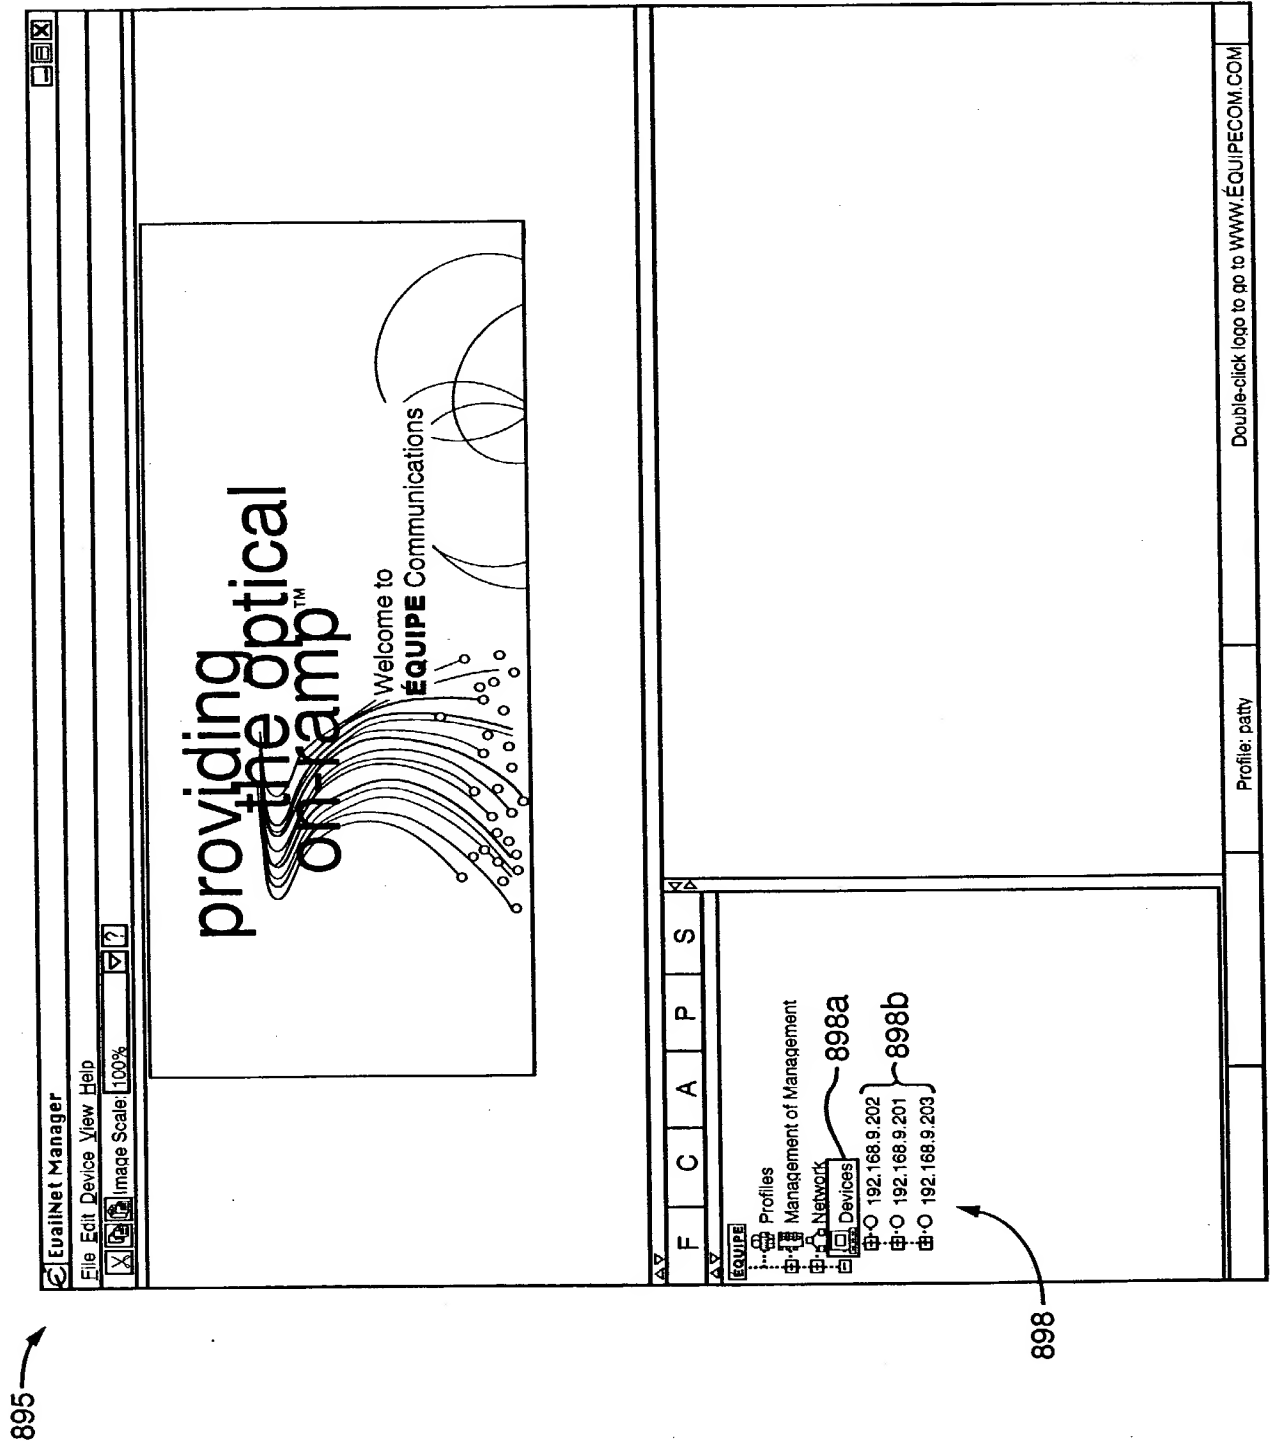 895
EvailNet Manager
File Edit Device View Help
Image Scale: 100% ?
providing
the optical
on-ramp™
Welcome to
ÉQUIPE Communications
F C A P S
ÉQUIPE
Profiles
Management of Management
Network
Devices
898a
192.168.9.202
192.168.9.201
192.168.9.203
898b
898
Profile: patty
Double-click logo to go to WWW.ÉQUIPECOM.COM